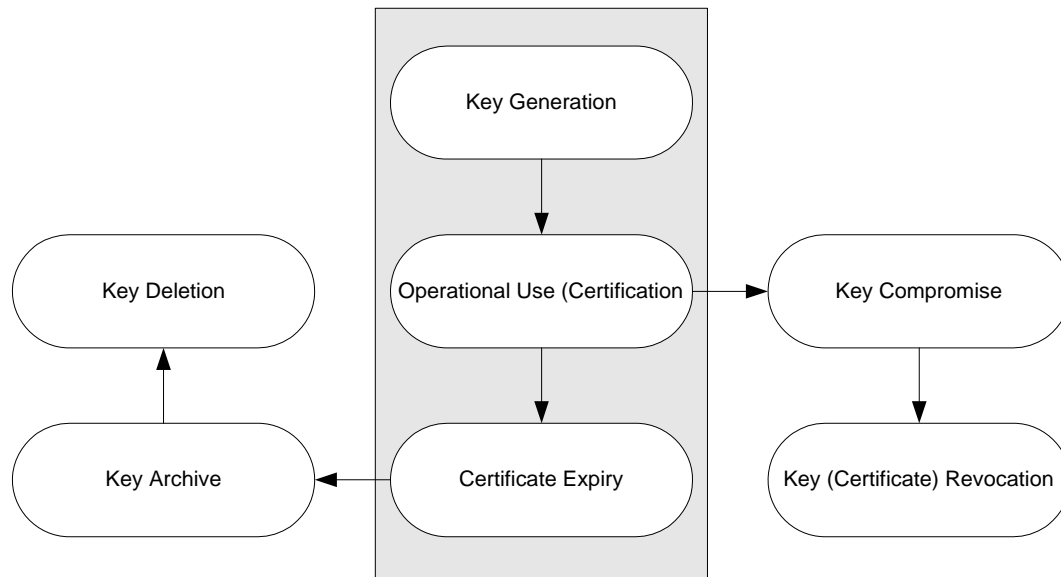 Key Generation
Key Deletion
Operational Use (Certification
Key Compromise
Key Archive
Certificate Expiry
Key (Certificate) Revocation